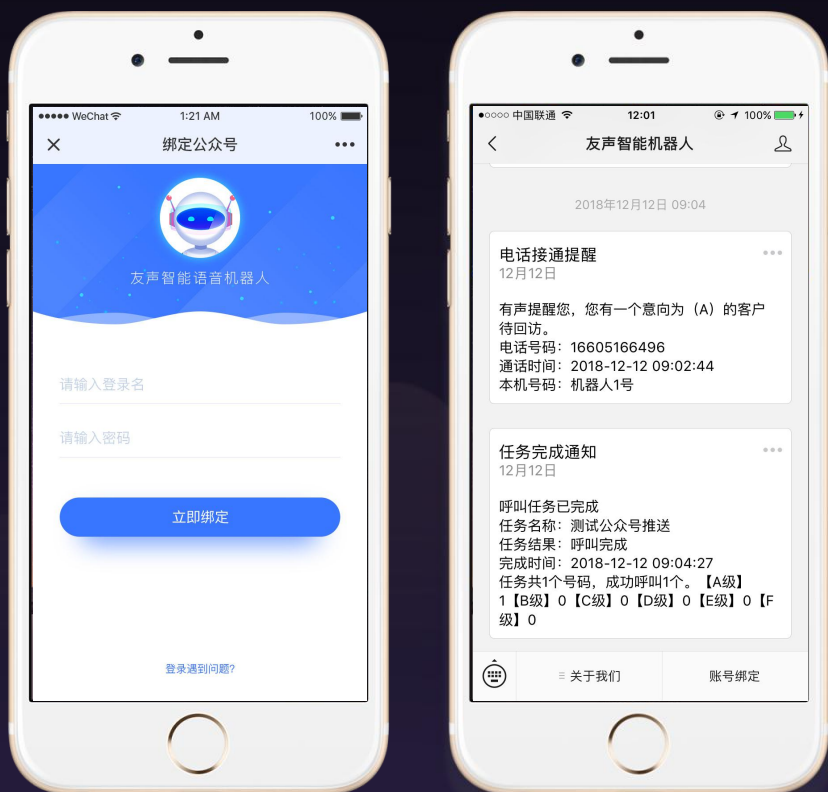 WeChat 1:21 AM 100%
绑定公众号
友声智能语音机器人
请输入登录名
请输入密码
立即绑定
登录遇到问题?
中国联通 12:01 100%
友声智能机器人
2018年12月12日 09:04
电话接通提醒
12月12日
有声提醒您，您有一个意向为（A）的客户
待回访。
电话号码：16605166496
通话时间：2018-12-12 09:02:44
本机号码：机器人1号
任务完成通知
12月12日
呼叫任务已完成
任务名称：测试公众号推送
任务结果：呼叫完成
完成时间：2018-12-12 09:04:27
任务共1个号码，成功呼叫1个。【A级】
1【B级】0【C级】0【D级】0【E级】0【F
级】0
关于我们 账号绑定